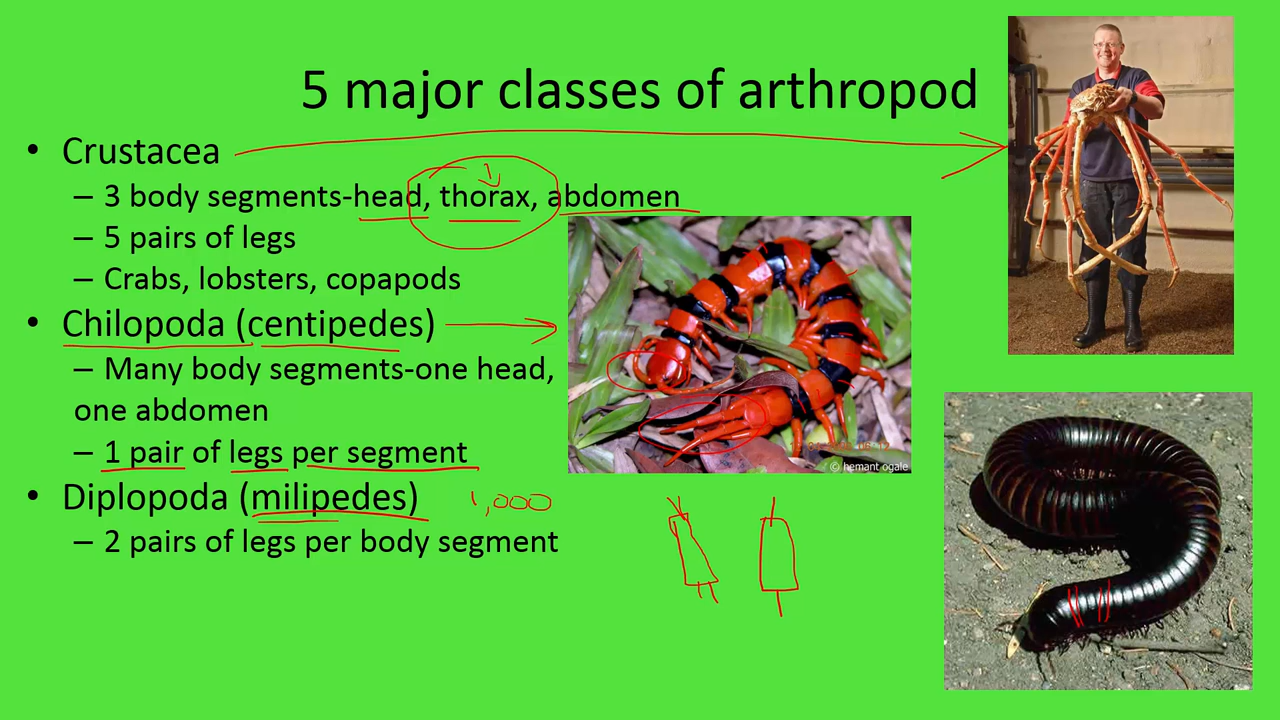 5 major classes of arthropod
• Crustacea
– 3 body segments-head, thorax, abdomen
– 5 pairs of legs
– Crabs, lobsters, copapods
• Chilopoda (centipedes)
– Many body segments-one head,
one abdomen
– 1 pair of legs per segment
• Diplopoda (milipedes) 1,000
– 2 pairs of legs per body segment
© hemant ogale